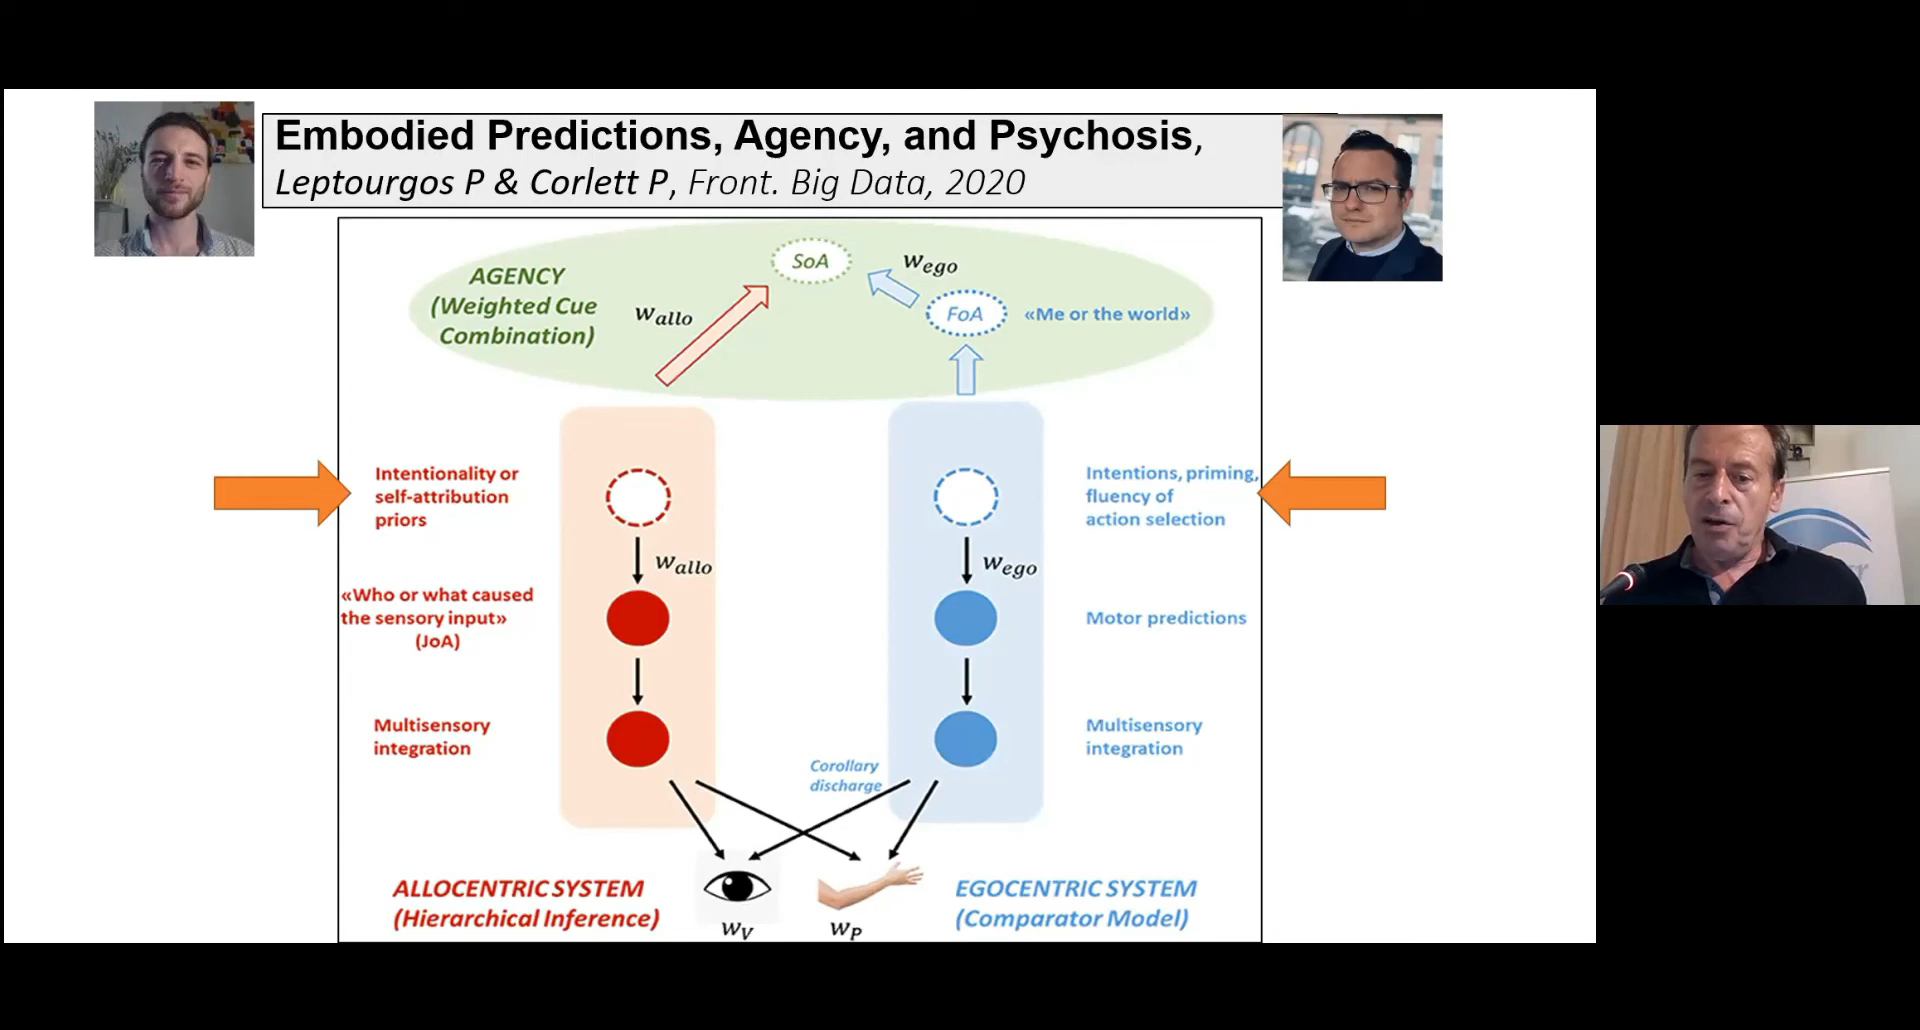 Embodied Predictions, Agency, and Psychosis,
Leptourgos P & Corlett P, Front. Big Data, 2020
AGENCY
(Weighted Cue
Combination)
SoA
w_allo
w_ego
FoA
«Me or the world»
Intentionality or
self-attribution
priors
w_allo
«Who or what caused
the sensory input»
(JoA)
Multisensory
integration
Intentions, priming,
fluency of
action selection
w_ego
Motor predictions
Multisensory
integration
Corollary
discharge
ALLOCENTRIC SYSTEM
(Hierarchical Inference)
w_V
w_P
EGOCENTRIC SYSTEM
(Comparator Model)